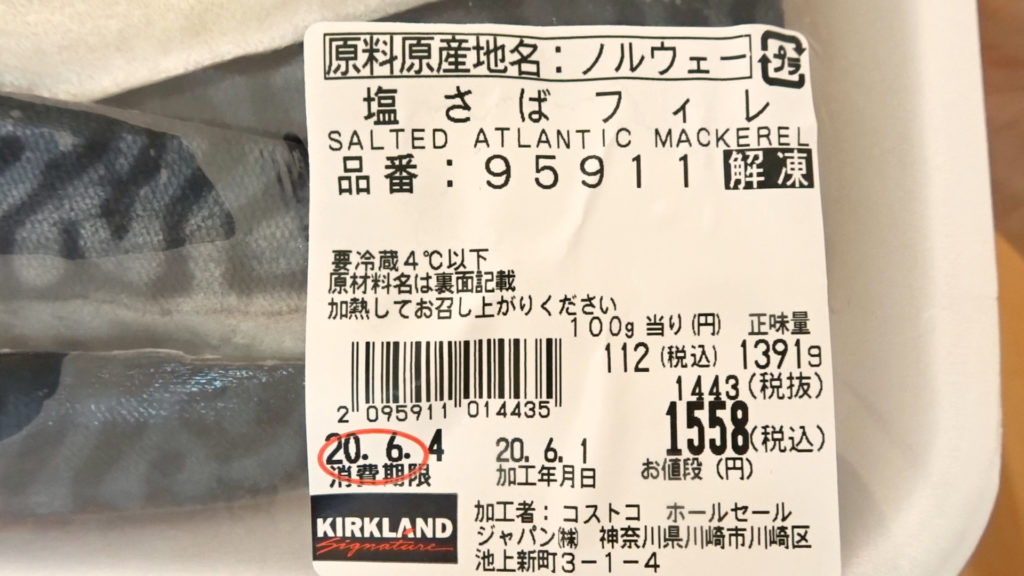 原料原産地名：ノルウェー
プラ
塩さばフィレ
SALTED ATLANTIC MACKEREL
品番：95911 解凍
要冷蔵4℃以下
原材料名は裏面記載
加熱してお召し上がりください
100g当り(円) 正味量
112(税込) 1391g
1443(税抜)
1558(税込)
お値段(円)
2 095911 014435
20.6.4 20.6.1
消費期限 加工年月日
KIRKLAND
Signature
加工者：コストコ ホールセール
ジャパン㈱ 神奈川県川崎市川崎区
池上新町3-1-4